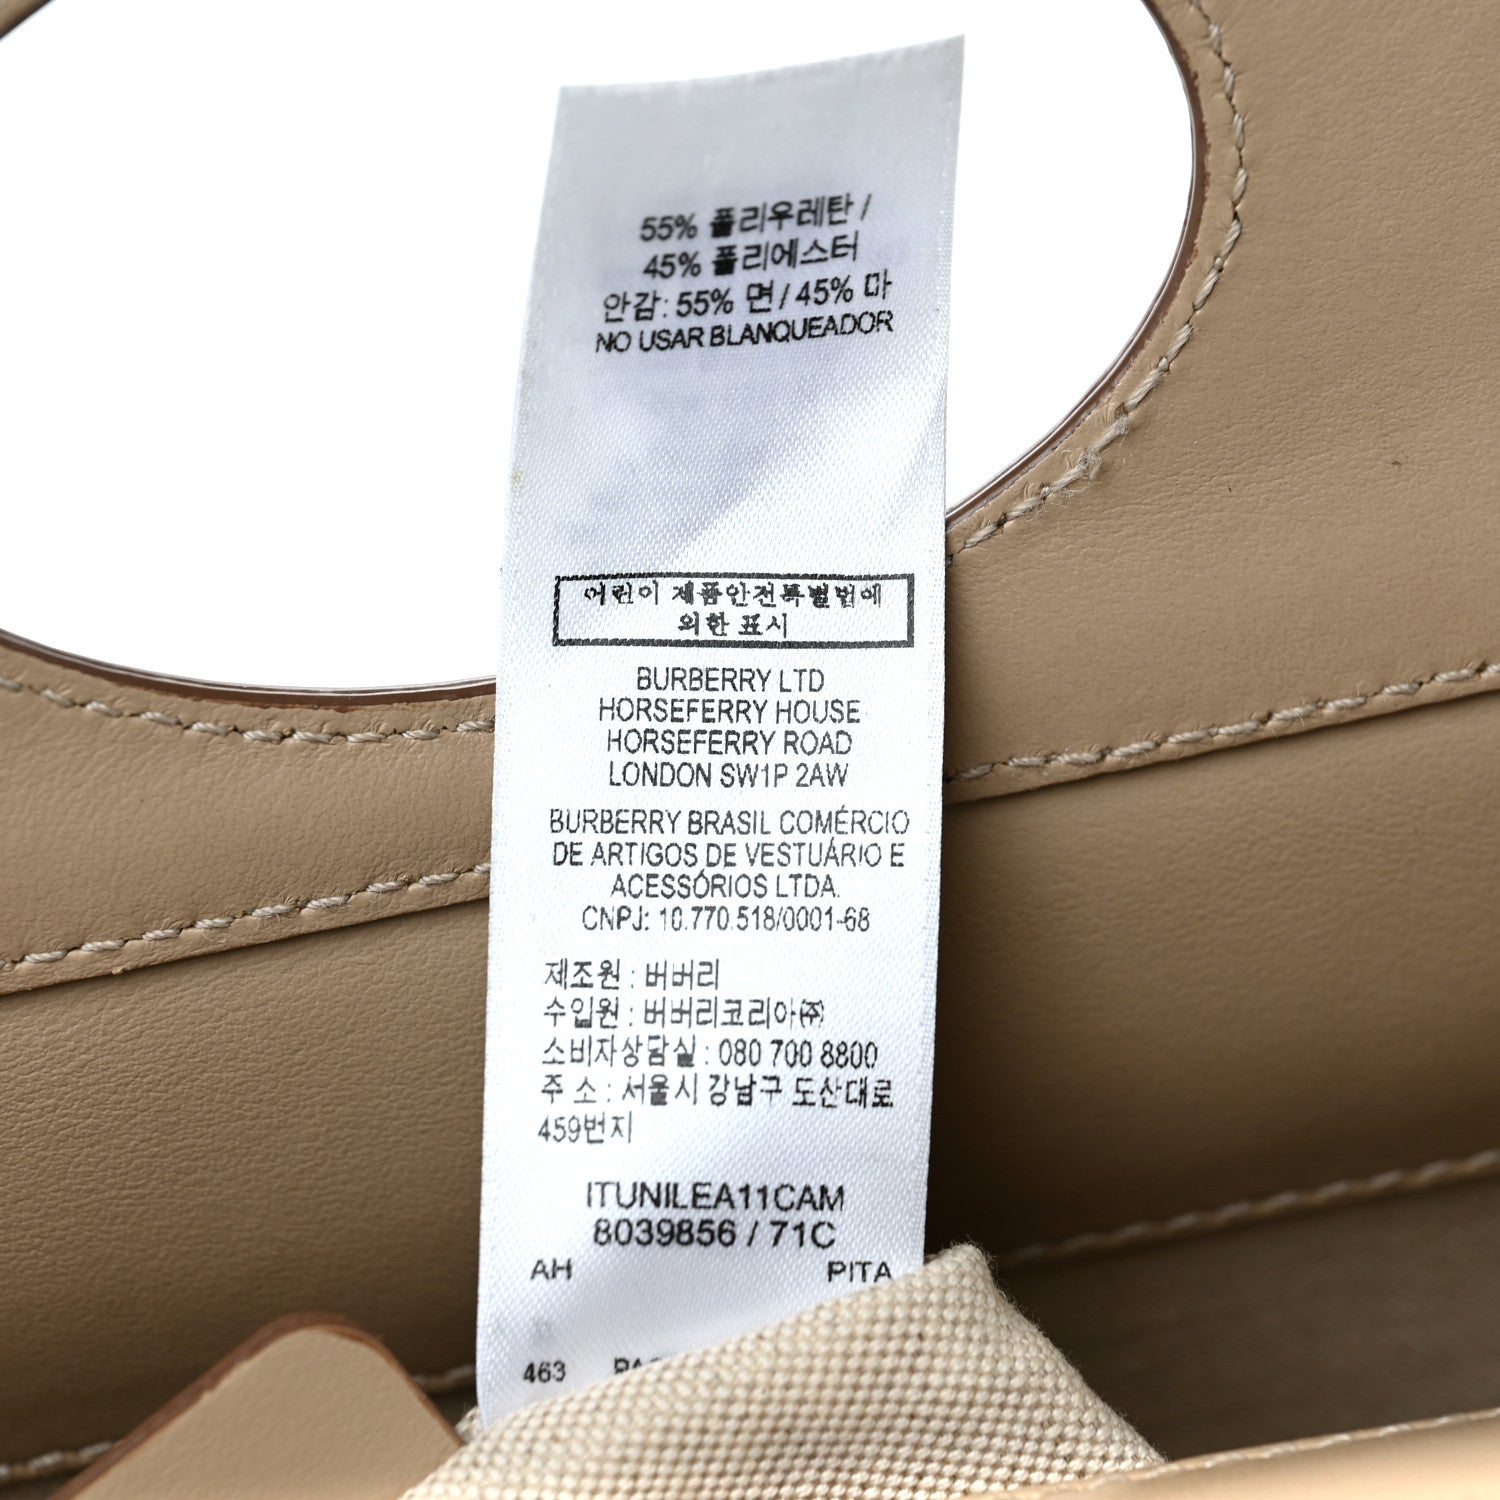 55% 폴리우레탄 /
45% 폴리에스터
안감: 55% 면 / 45% 마
NO USAR BLANQUEADOR
어린이 제품안전특별법에
의한 표시
BURBERRY LTD
HORSEFERRY HOUSE
HORSEFERRY ROAD
LONDON SW1P 2AW
BURBERRY BRASIL COMÉRCIO
DE ARTIGOS DE VESTUÁRIO E
ACESSÓRIOS LTDA.
CNPJ: 10.770.518/0001-68
제조원 : 버버리
수입원 : 버버리코리아(주)
소비자상담실 : 080 700 8800
주 소 : 서울시 강남구 도산대로
459번지
ITUNILEA11CAM
8039856 / 71C
AH PITA
463